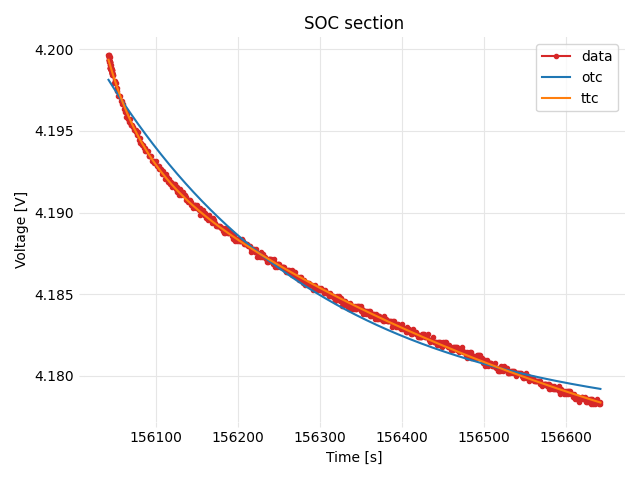 SOC section
4.200
4.195
4.190
4.185
4.180
Voltage [V]
data
otc
ttc
156100
156200
156300
156400
156500
156600
Time [s]